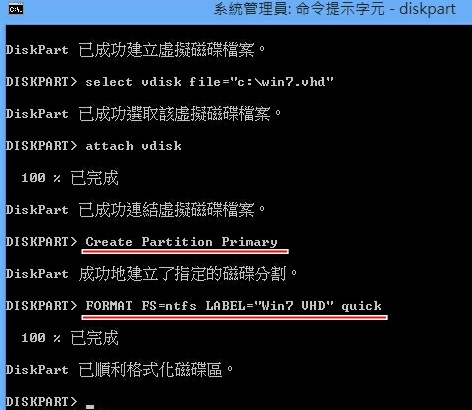 系統管理員: 命令提示字元 - diskpart
DiskPart 已成功建立虛擬磁碟檔案。
DISKPART> select vdisk file="c:\win7.vhd"
DiskPart 已成功選取該虛擬磁碟檔案。
DISKPART> attach vdisk
100 % 已完成
DiskPart 已成功連結虛擬磁碟檔案。
DISKPART> Create Partition Primary
DiskPart 成功地建立了指定的磁碟分割。
DISKPART> FORMAT FS=ntfs LABEL="Win7 VHD" quick
100 % 已完成
DiskPart 已順利格式化磁碟區。
DISKPART> _